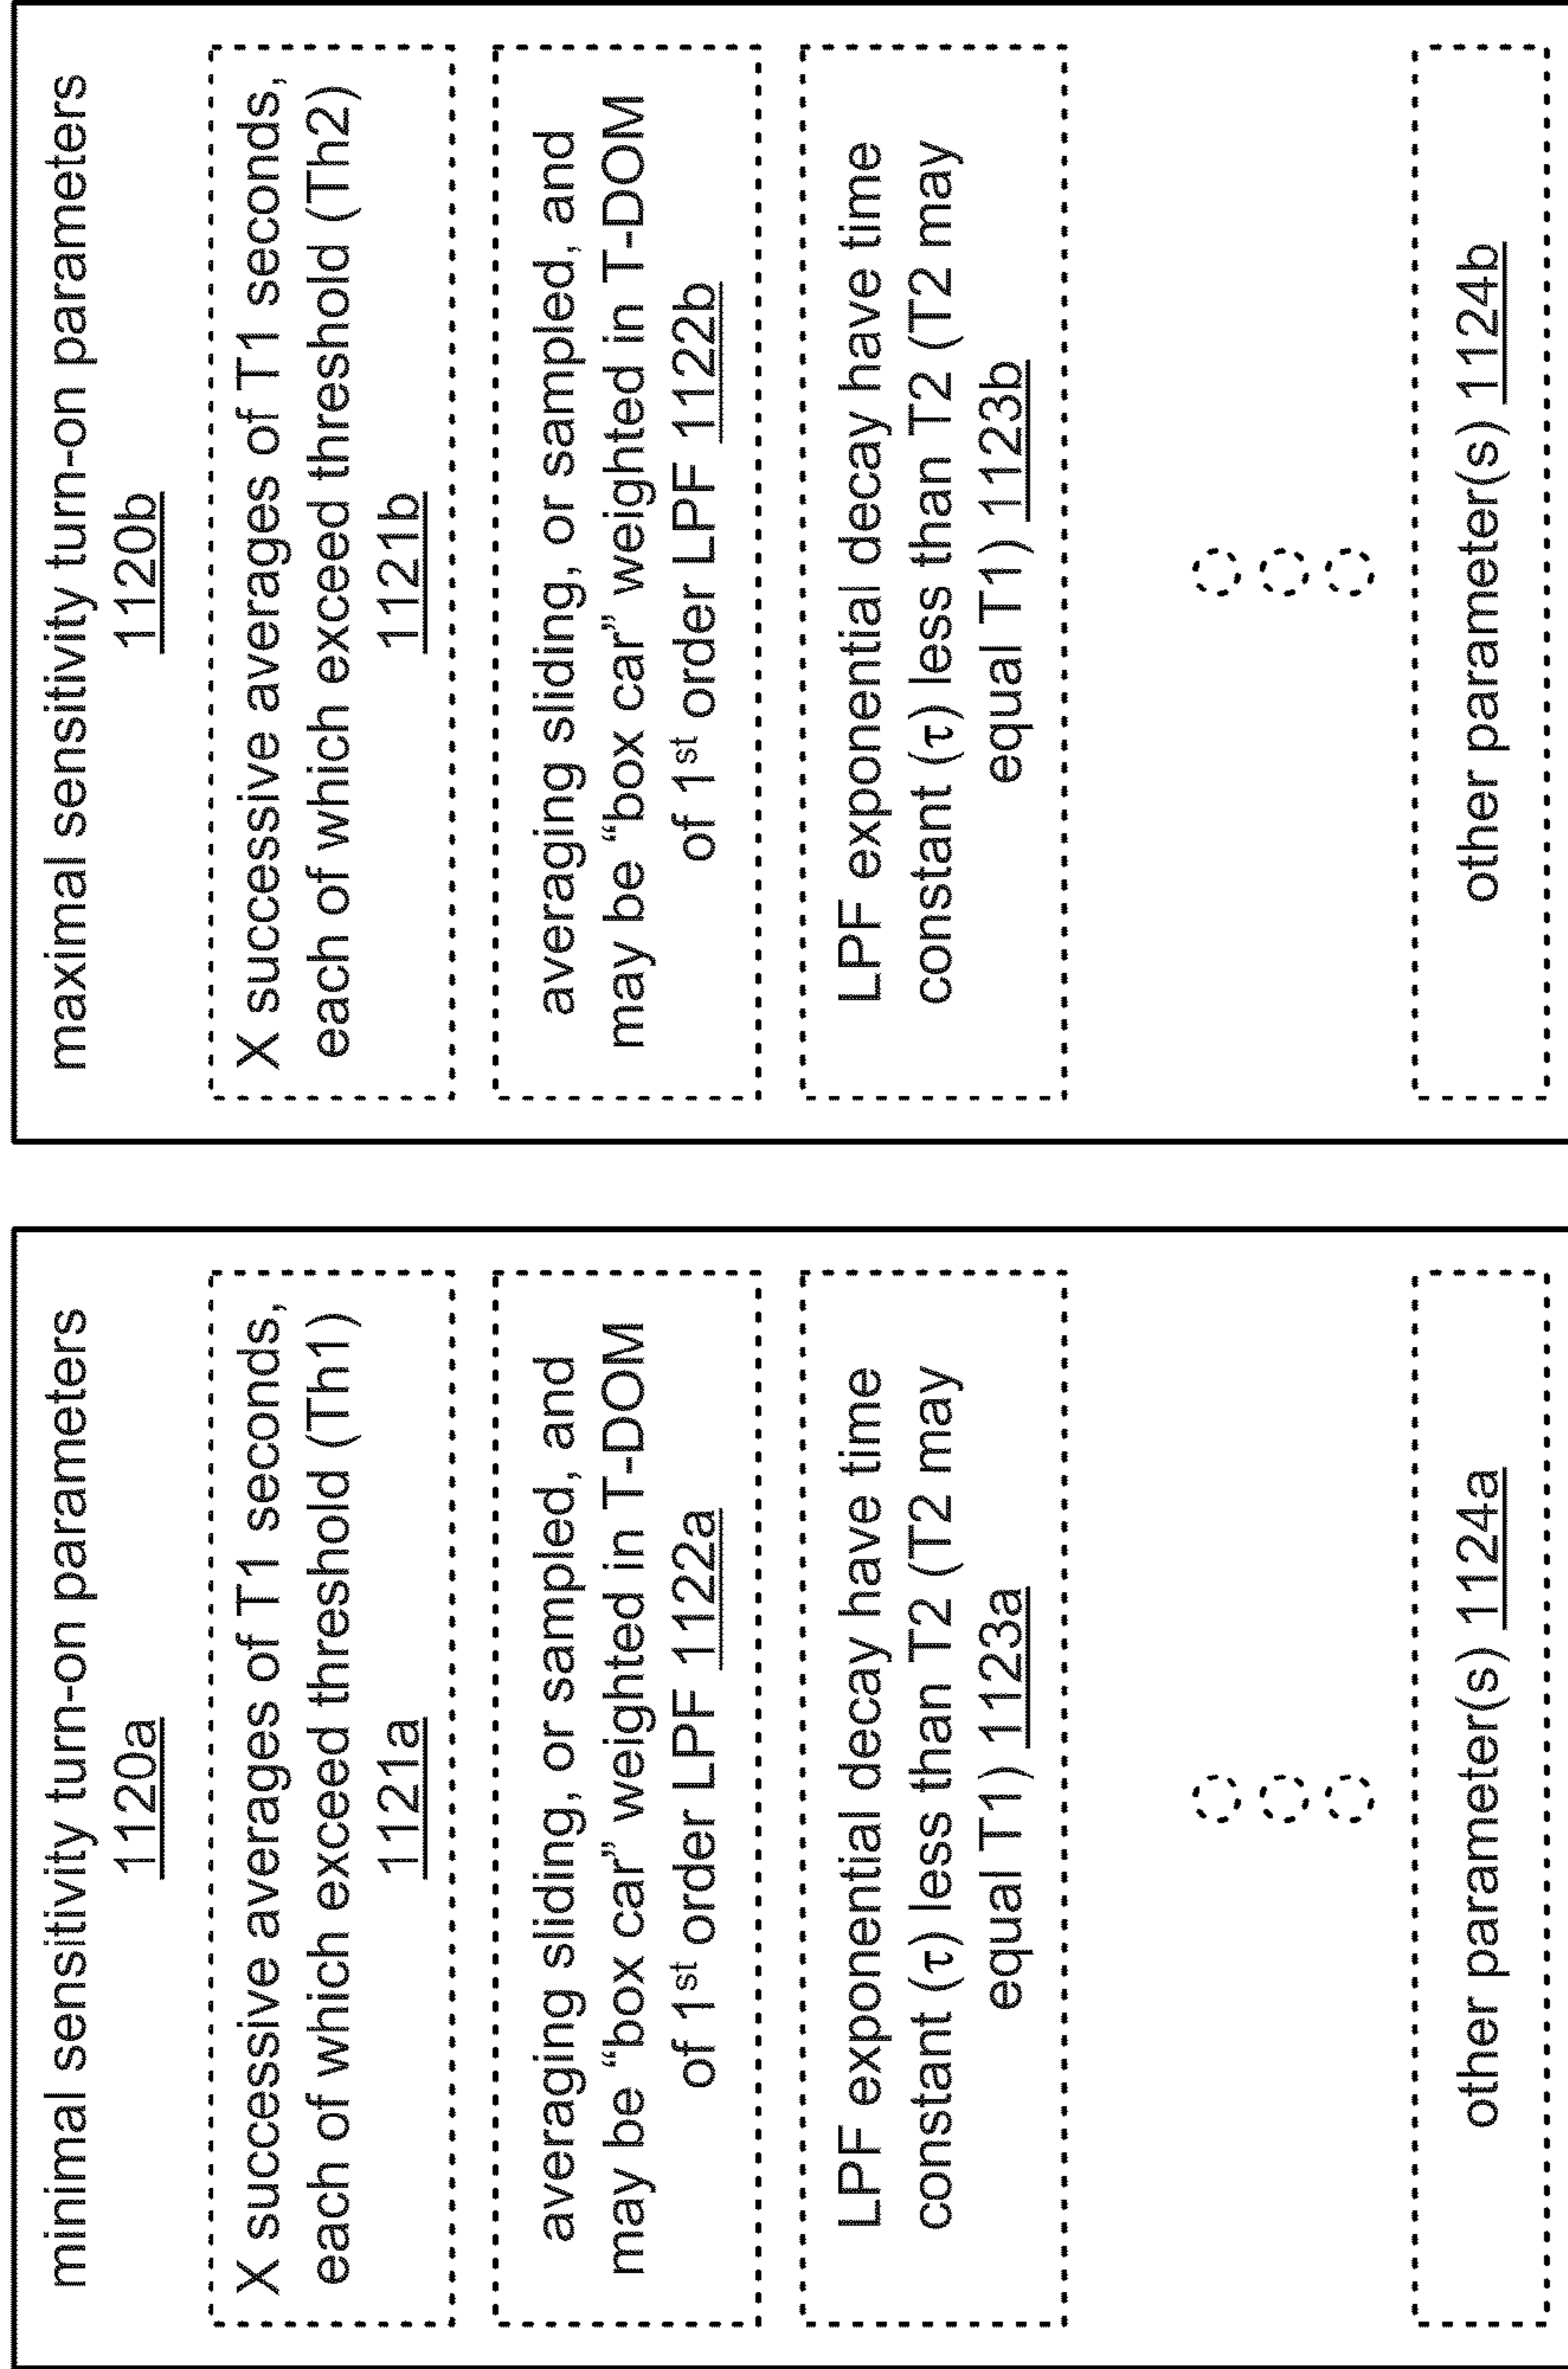 minimal sensitivity turn-on parameters
1120a
X successive averages of T1 seconds,
each of which exceed threshold (Th1)
1121a
averaging sliding, or sampled, and
may be “box car” weighted in T-DOM
of 1st order LPF 1122a
LPF exponential decay have time
constant (τ) less than T2 (T2 may
equal T1) 1123a
other parameter(s) 1124a
maximal sensitivity turn-on parameters
1120b
X successive averages of T1 seconds,
each of which exceed threshold (Th2)
1121b
averaging sliding, or sampled, and
may be “box car” weighted in T-DOM
of 1st order LPF 1122b
LPF exponential decay have time
constant (τ) less than T2 (T2 may
equal T1) 1123b
other parameter(s) 1124b